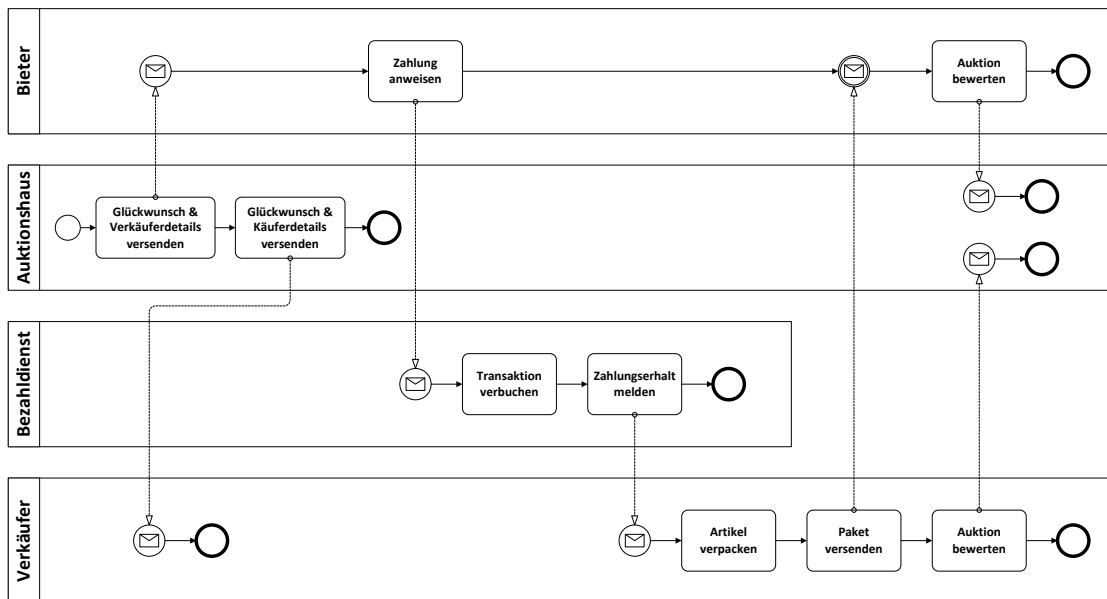 Bieter
Zahlung
anweisen
Auktion
bewerten
Auktionshaus
Glückwunsch &
Verkäuferdetails
versenden
Glückwunsch &
Käuferdetails
versenden
Bezahldienst
Transaktion
verbuchen
Zahlungserhalt
melden
Verkäufer
Artikel
verpacken
Paket
versenden
Auktion
bewerten